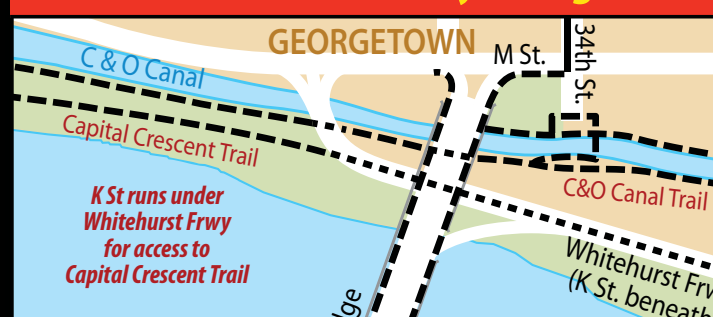 GEORGETOWN
M St.
34th St.
C & O Canal
Capital Crescent Trail
C&O Canal Trail
K St runs under
Whitehurst Frwy
for access to
Capital Crescent Trail
Whitehurst
(K St. beneath